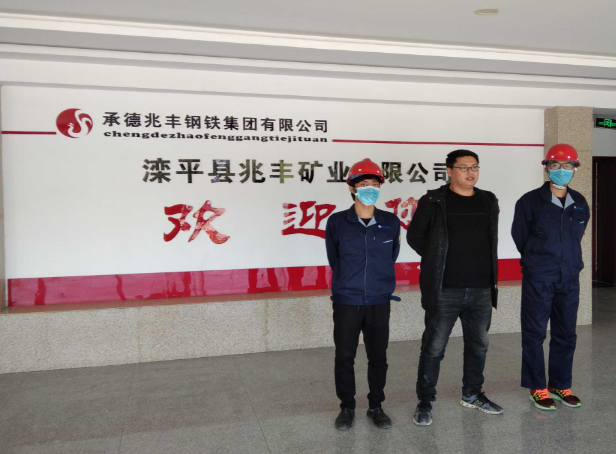 承德兆丰钢铁集团有限公司
chengdezhaofenggangtiejituan
滦平县兆丰矿业有限公司
欢迎